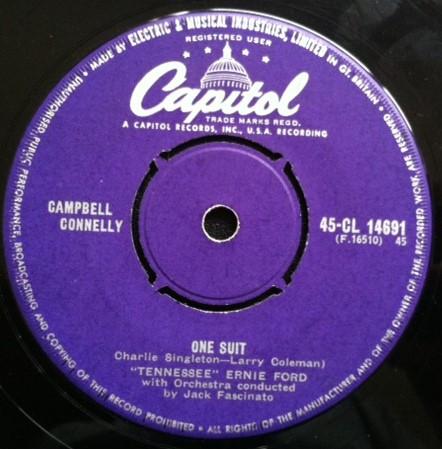 MADE BY ELECTRIC & MUSICAL INDUSTRIES, LIMITED IN GT. BRITAIN • ALL RIGHTS OF THE MANUFACTURER AND OF THE OWNER OF THE RECORDED WORK ARE RESERVED. UNAUTHORISED PUBLIC PERFORMANCE, BROADCASTING AND COPYING OF THIS RECORD PROHIBITED •
REGISTERED USER
Capitol
TRADE MARKS REGD.
A CAPITOL RECORDS, INC., U.S.A. RECORDING
CAMPBELL
CONNELLY
45-CL 14691
(F.16510) 45
ONE SUIT
Charlie Singleton—Larry Coleman)
"TENNESSEE" ERNIE FORD
with Orchestra conducted
by Jack Fascinato